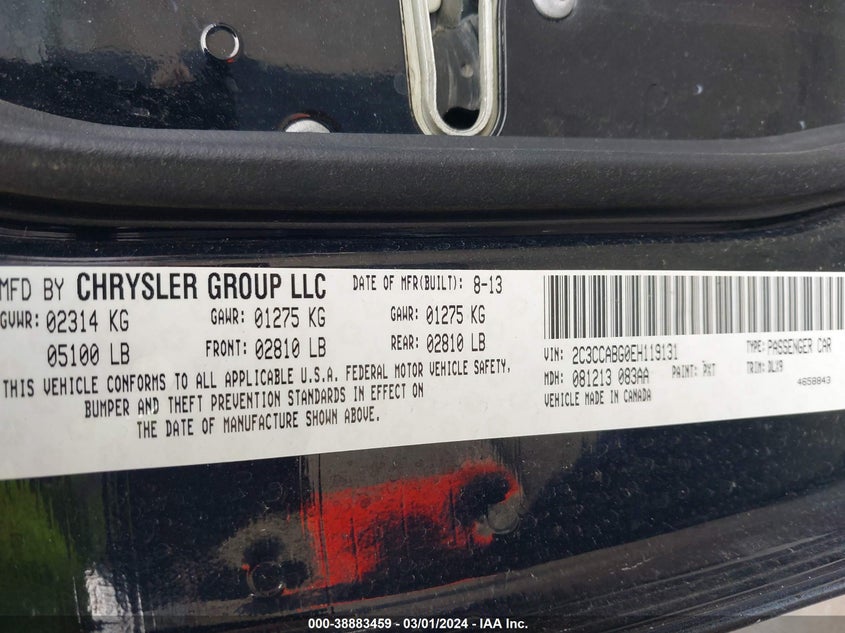 MFD BY CHRYSLER GROUP LLC DATE OF MFR(BUILT): 8-13
GVWR: 02314 KG GAWR: 01275 KG GAWR: 01275 KG
05100 LB FRONT: 02810 LB REAR: 02810 LB
THIS VEHICLE CONFORMS TO ALL APPLICABLE U.S.A. FEDERAL MOTOR VEHICLE SAFETY,
BUMPER AND THEFT PREVENTION STANDARDS IN EFFECT ON
THE DATE OF MANUFACTURE SHOWN ABOVE.
VIN: 2C3CCABG0EH119131 TYPE: PASSENGER CAR
MDH: 081213 083AA PAINT: PXT TRIM: DLX9
VEHICLE MADE IN CANADA 4658843
000-38883459 - 03/01/2024 - IAA Inc.